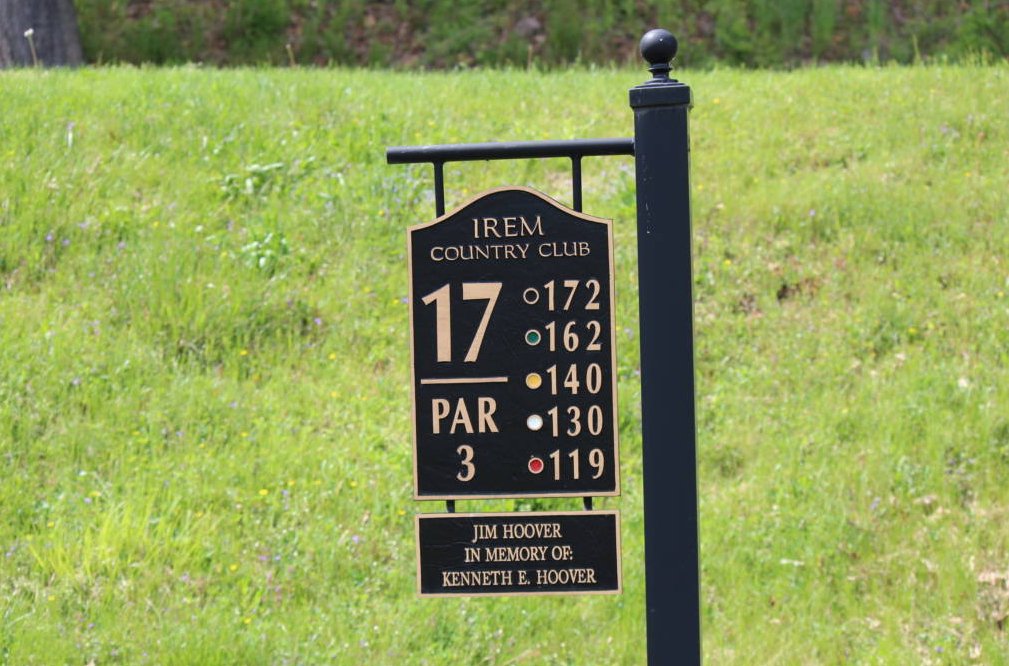 IREM
COUNTRY CLUB
17
PAR
3
172
162
140
130
119
JIM HOOVER
IN MEMORY OF:
KENNETH E. HOOVER